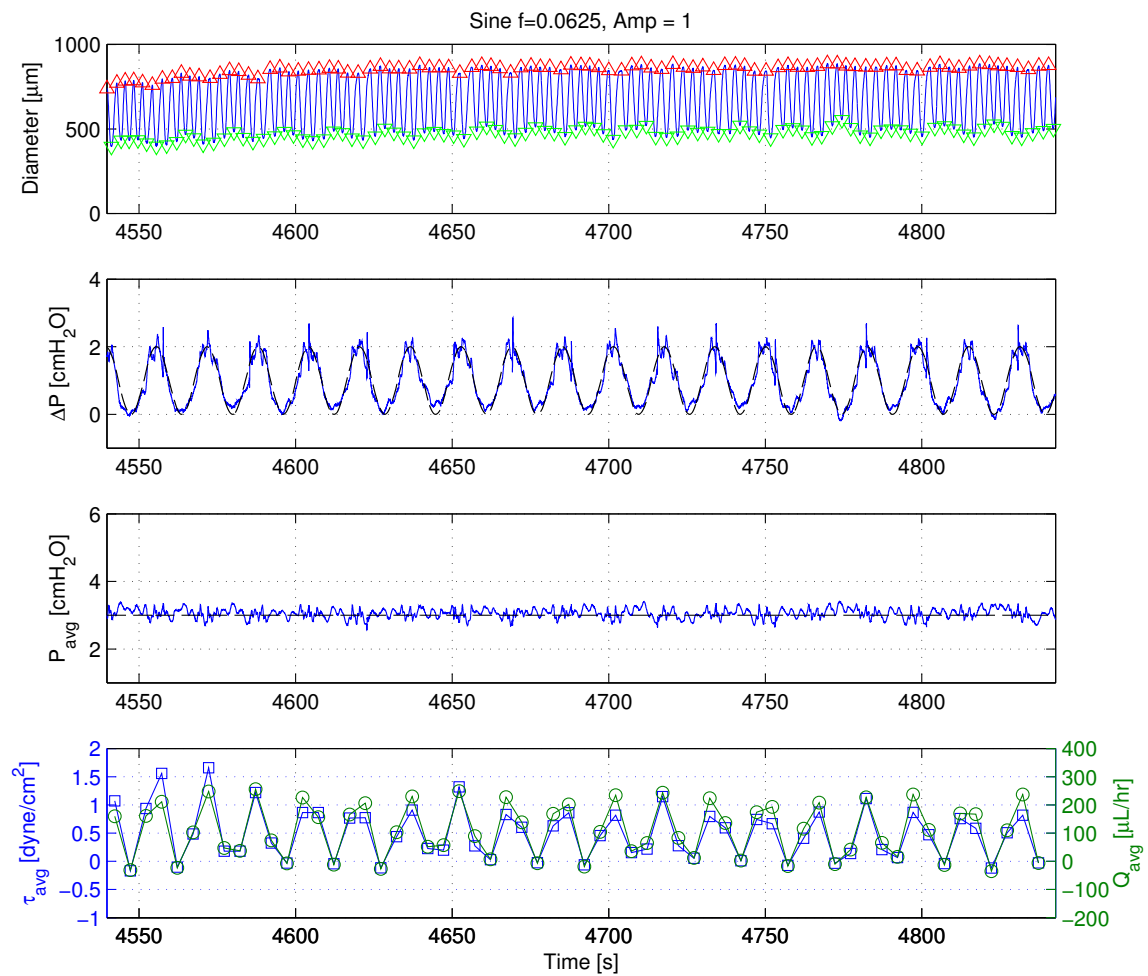 Sine f=0.0625, Amp = 1
Diameter [µm]
1000
500
0
4550 4600 4650 4700 4750 4800
ΔP [cmH₂O]
4
2
0
4550 4600 4650 4700 4750 4800
P_avg [cmH₂O]
6
4
2
4550 4600 4650 4700 4750 4800
τ_avg [dyne/cm²]
2
1.5
1
0.5
0
−0.5
−1
400
300
200
100
0
−100
−200
Q_avg [µL/hr]
4550 4600 4650 4700 4750 4800
Time [s]